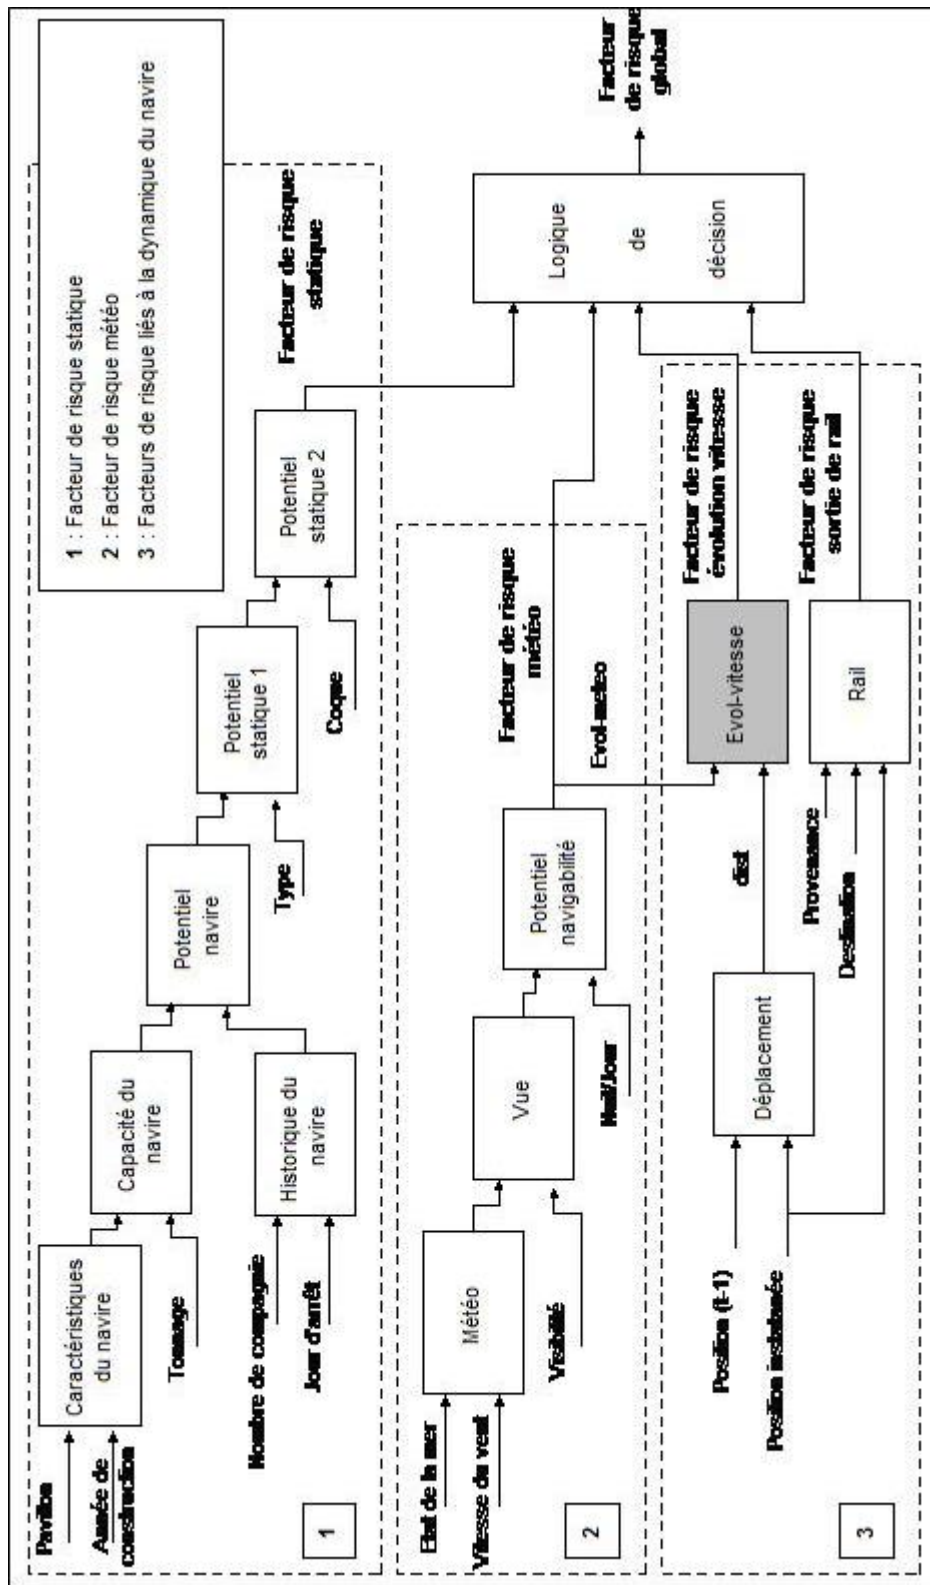 1 : Facteur de risque statique
2 : Facteur de risque météo
3 : Facteurs de risque liés à la dynamique du navire
Pavillon
Année de
construction
Caractéristiques
du navire
Tonnage
Capacité du
navire
Nombre de compagnie
Jour d'arrêt
Historique du
navire
Potentiel
navire
Type
Potentiel
statique 1
Coque
Potentiel
statique 2
Facteur de risque
statique
1
Etat de la mer
Vitesse du vent
Météo
Visibilité
Vue
Nuit/Jour
Potentiel
navigabilité
Facteur de risque
météo
Evol-météo
2
Position (t-1)
Position instatanée
Déplacement
dist
Provenance
Destination
Evol-vitesse
Rail
Facteur de risque
évolution vitesse
Facteur de risque
sortie de rail
3
Logique
de
décision
Facteur
de risque
global